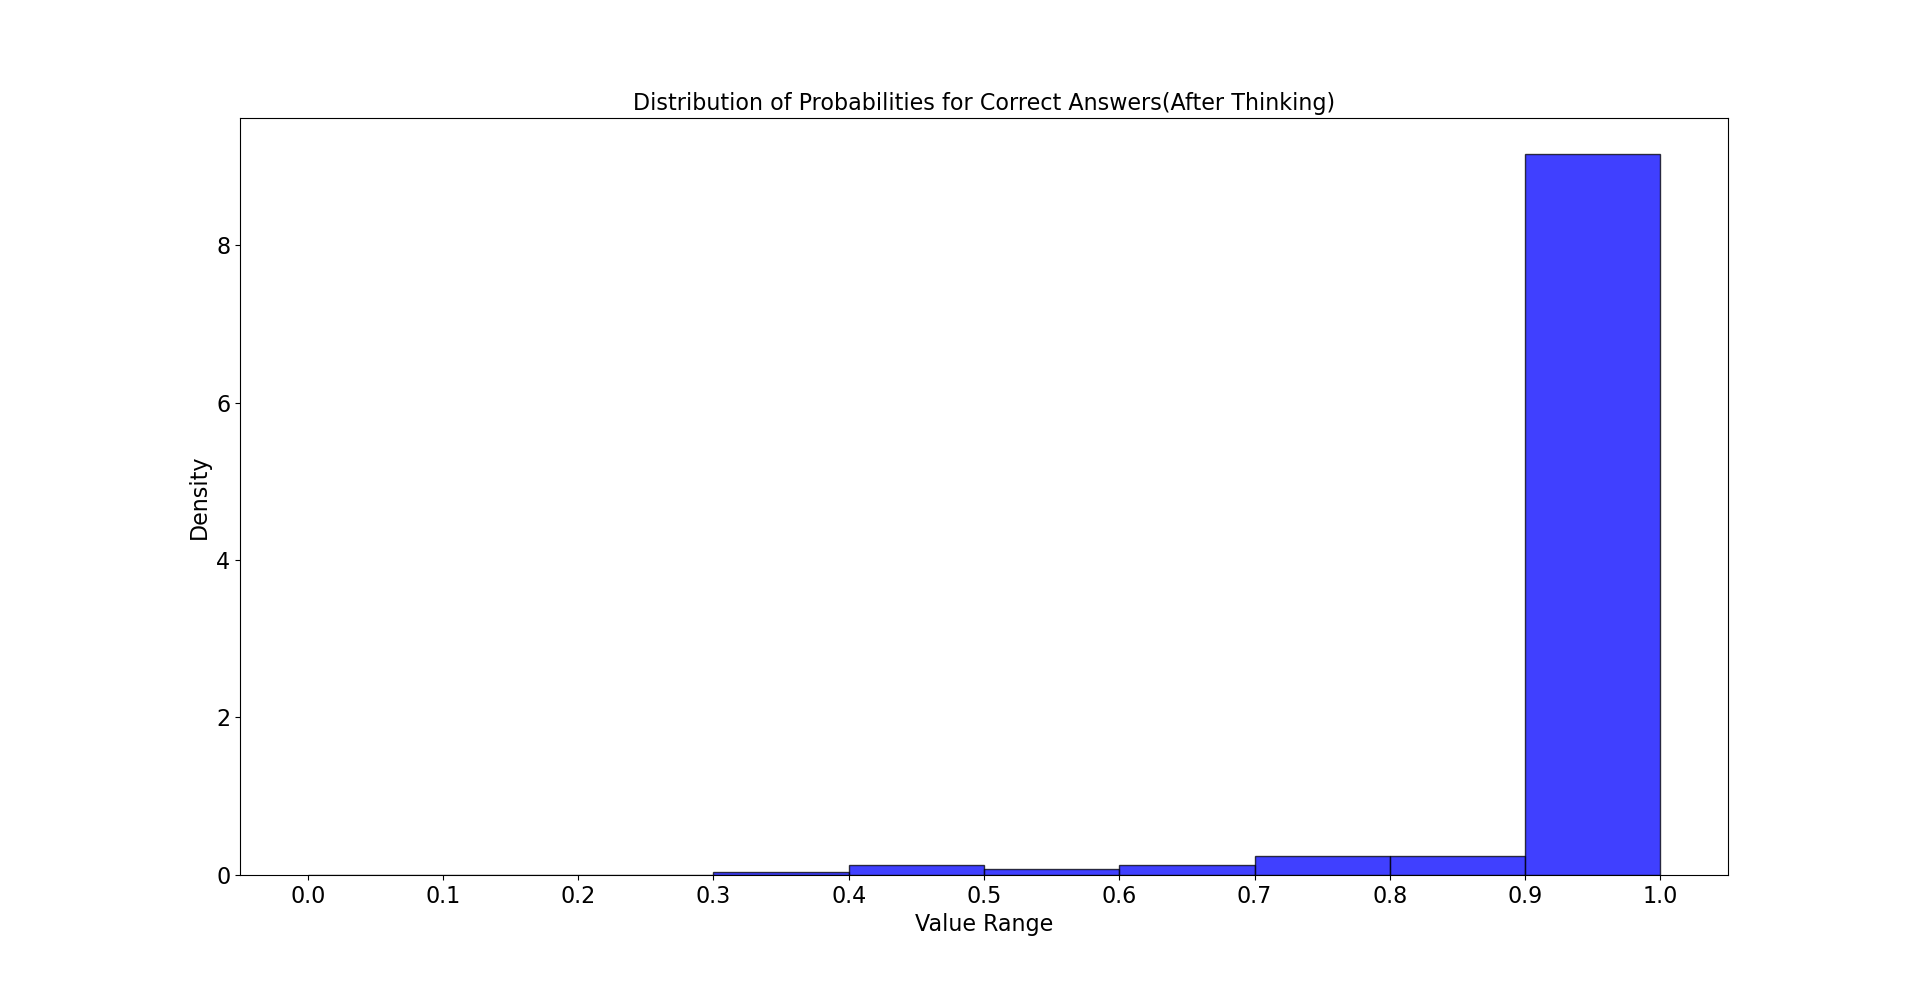 Distribution of Probabilities for Correct Answers(After Thinking)
8
6
4
2
0
Density
0.0 0.1 0.2 0.3 0.4 0.5 0.6 0.7 0.8 0.9 1.0
Value Range